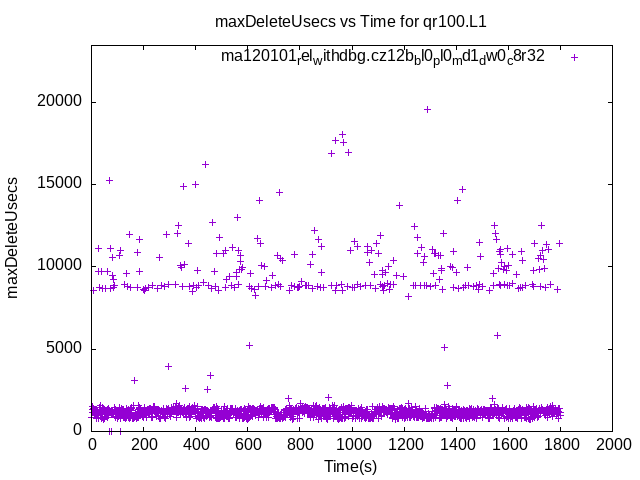 maxDeleteUsecs vs Time for qr100.L1
ma120101_rel_withdbg.cz12b_bl0_pl0_md1_dw0_c8r32
20000
15000
10000
5000
0
maxDeleteUsecs
0 200 400 600 800 1000 1200 1400 1600 1800 2000
Time(s)